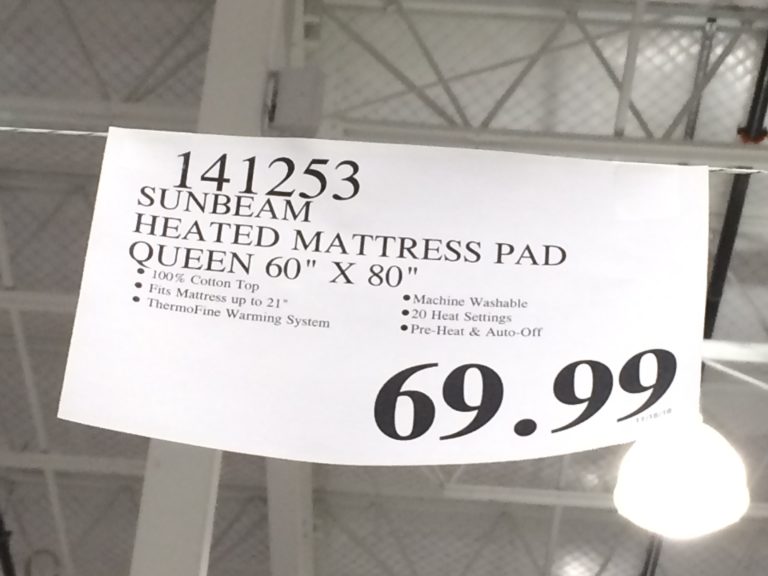 141253
SUNBEAM
HEATED MATTRESS PAD
QUEEN 60" X 80"
• 100% Cotton Top
• Fits Mattress up to 21"
• ThermoFine Warming System
• Machine Washable
• 20 Heat Settings
• Pre-Heat & Auto-Off
69.99